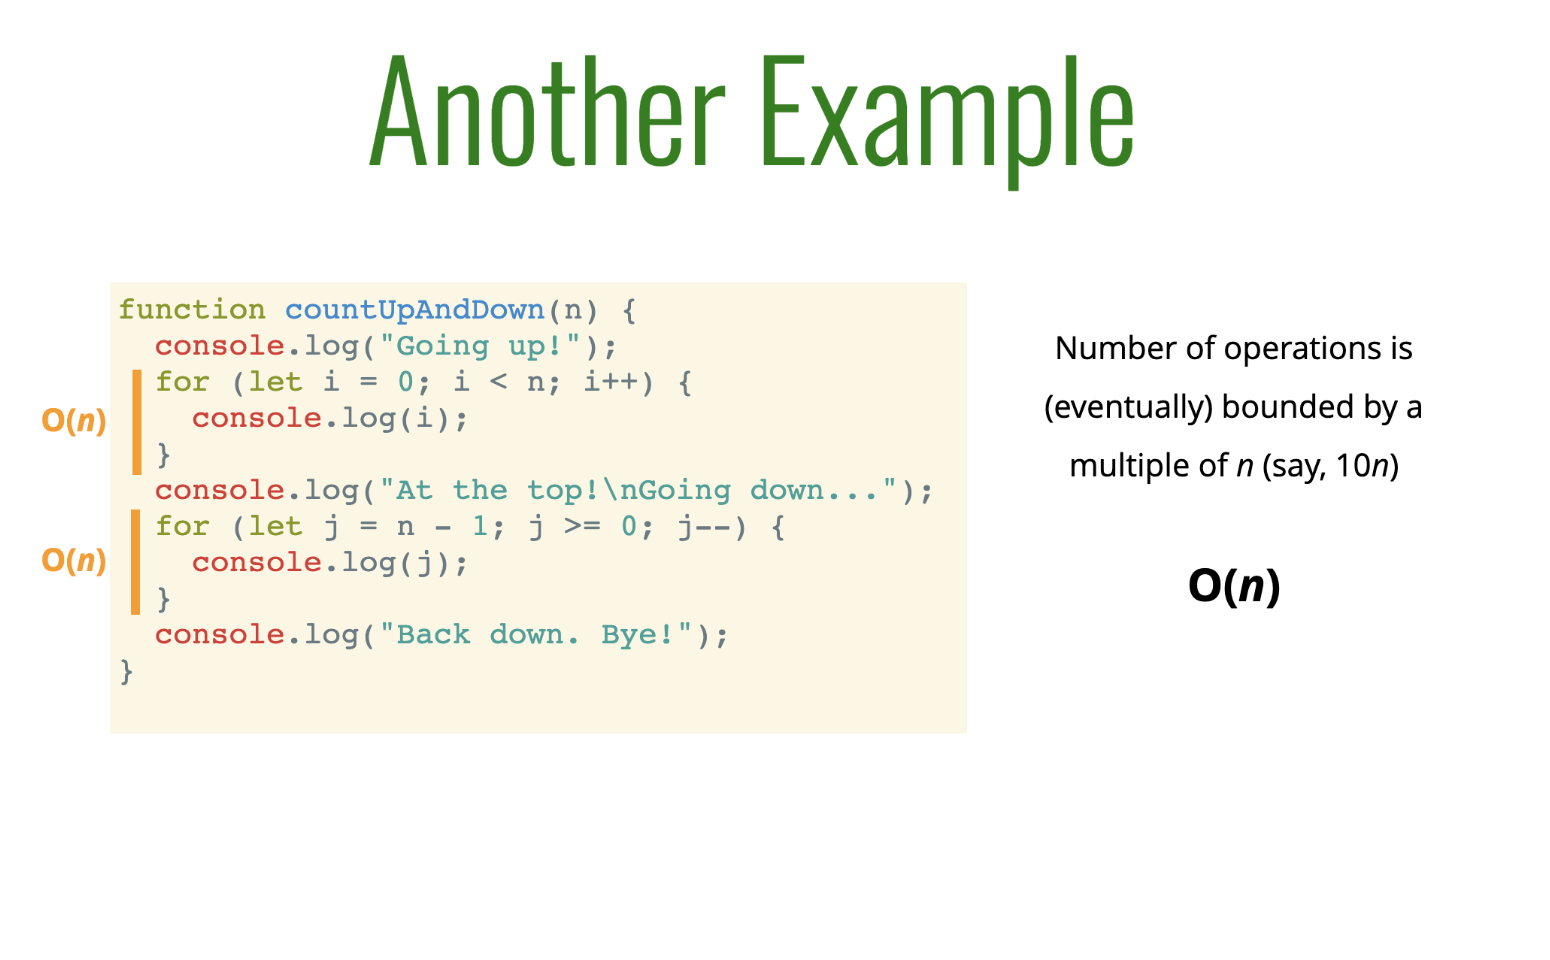 Another Example
function countUpAndDown(n) {
  console.log("Going up!");
  for (let i = 0; i < n; i++) {
    console.log(i);
  }
  console.log("At the top!\nGoing down...");
  for (let j = n - 1; j >= 0; j--) {
    console.log(j);
  }
  console.log("Back down. Bye!");
}
O(n)
O(n)
Number of operations is
(eventually) bounded by a
multiple of n (say, 10n)
O(n)